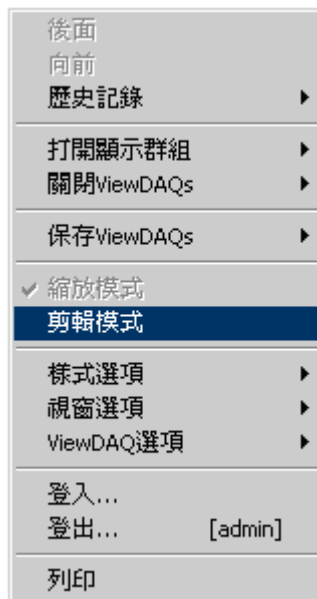 後面
向前
歷史記錄
打開顯示群組
關閉ViewDAQs
保存ViewDAQs
縮放模式
剪輯模式
樣式選項
視窗選項
ViewDAQ選項
登入...
登出... [admin]
列印